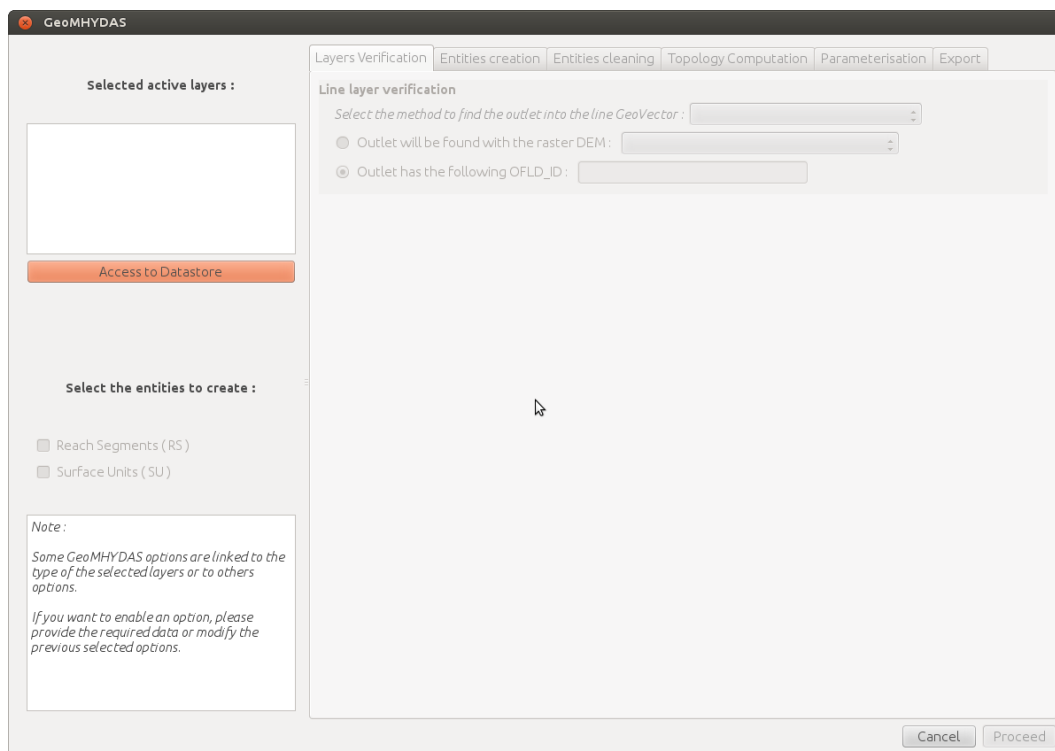 GeoMHYDAS
Selected active layers :
Access to Datastore
Select the entities to create :
Reach Segments ( RS )
Surface Units ( SU )
Note :
Some GeoMHYDAS options are linked to the
type of the selected layers or to others
options.
If you want to enable an option, please
provide the required data or modify the
previous selected options.
Layers Verification Entities creation Entities cleaning Topology Computation Parameterisation Export
Line layer verification
Select the method to find the outlet into the line GeoVector :
Outlet will be found with the raster DEM :
Outlet has the following OFLD_ID :
Cancel Proceed